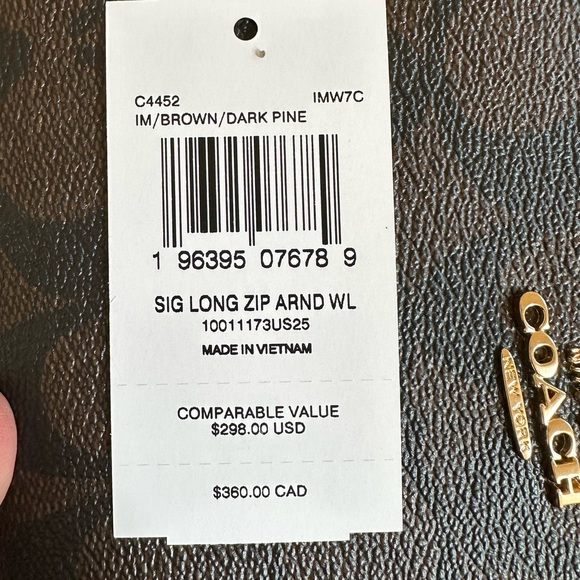 C4452 IMW7C
IM/BROWN/DARK PINE
1 96395 07678 9
SIG LONG ZIP ARND WL
10011173US25
MADE IN VIETNAM
COMPARABLE VALUE
$298.00 USD
$360.00 CAD
COACH
NEW YORK